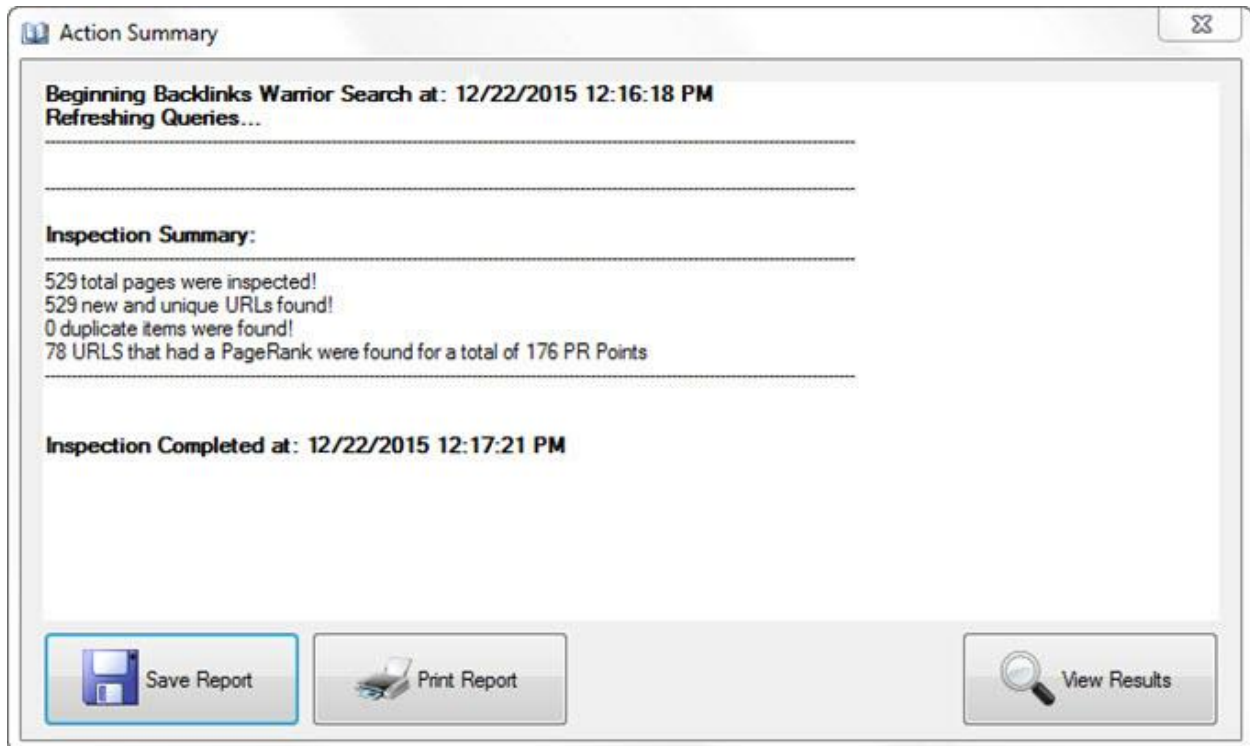 Action Summary
Beginning Backlinks Warrior Search at: 12/22/2015 12:16:18 PM
Refreshing Queries...
Inspection Summary:
529 total pages were inspected!
529 new and unique URLs found!
0 duplicate items were found!
78 URLS that had a PageRank were found for a total of 176 PR Points
Inspection Completed at: 12/22/2015 12:17:21 PM
Save Report
Print Report
View Results